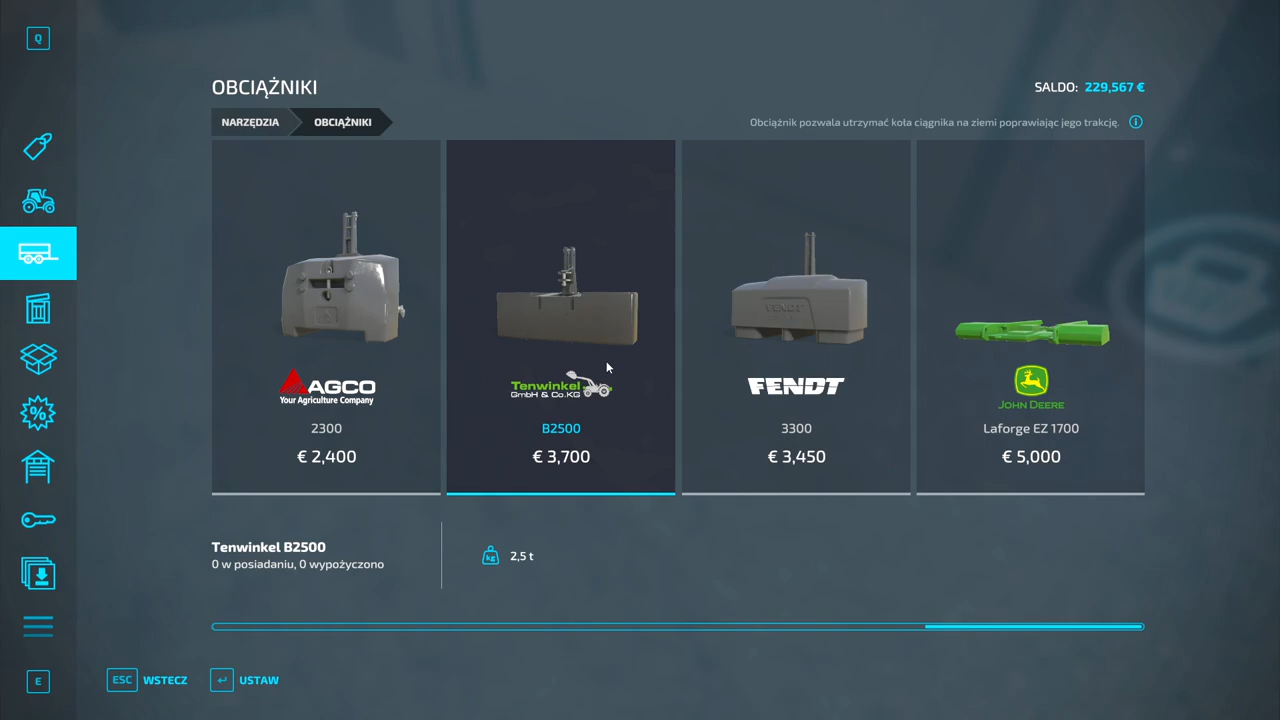 Q
OBCIĄŻNIKI
SALDO: 229,567 €
NARZĘDZIA
OBCIĄŻNIKI
Obciążnik pozwala utrzymać koła ciągnika na ziemi poprawiając jego trakcję.
FENDT
AGCO
Your Agriculture Company
2300
€ 2,400
Tenwinkel
GmbH & Co.KG
B2500
€ 3,700
FENDT
3300
€ 3,450
JOHN DEERE
Laforge EZ 1700
€ 5,000
Tenwinkel B2500
0 w posiadaniu, 0 wypożyczono
kg
2,5 t
%
E
ESC WSTECZ
USTAW